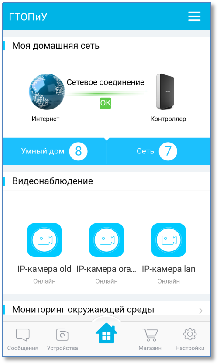 ГТОПиУ
Моя домашняя сеть
Сетевое соединение
OK
Интернет
Контроллер
Умный дом 8
Сеть 7
Видеонаблюдение
IP-камера old
IP-камера ora...
IP-камера lan
Онлайн
Онлайн
Онлайн
Мониторинг окружающей среды
Сообщения
Устройства
Магазин
Настройка